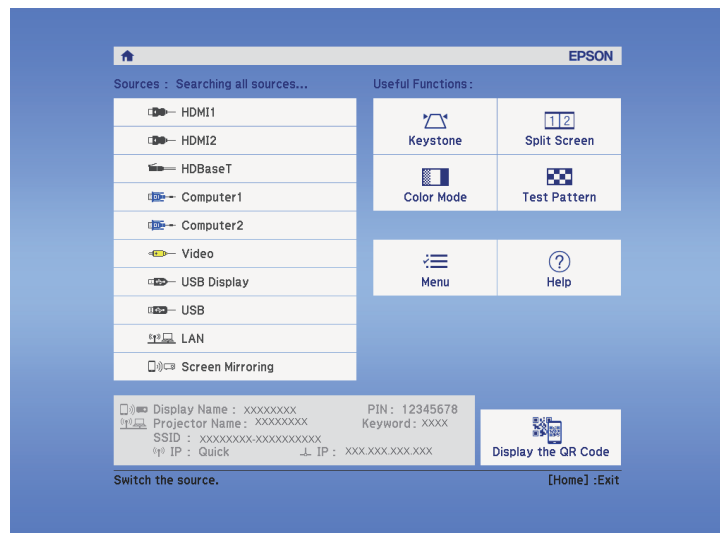 EPSON
Sources : Searching all sources...
HDMI1
HDMI2
HDBaseT
Computer1
Computer2
Video
USB Display
USB
LAN
Screen Mirroring
Useful Functions :
Keystone
1 2
Split Screen
Color Mode
Test Pattern
Menu
?
Help
Display Name : XXXXXXXX PIN : 12345678
Projector Name : XXXXXXXX Keyword : XXXX
SSID : XXXXXXXX-XXXXXXXXXX
IP : Quick IP : XXX.XXX.XXX.XXX
Display the QR Code
Switch the source. [Home] :Exit